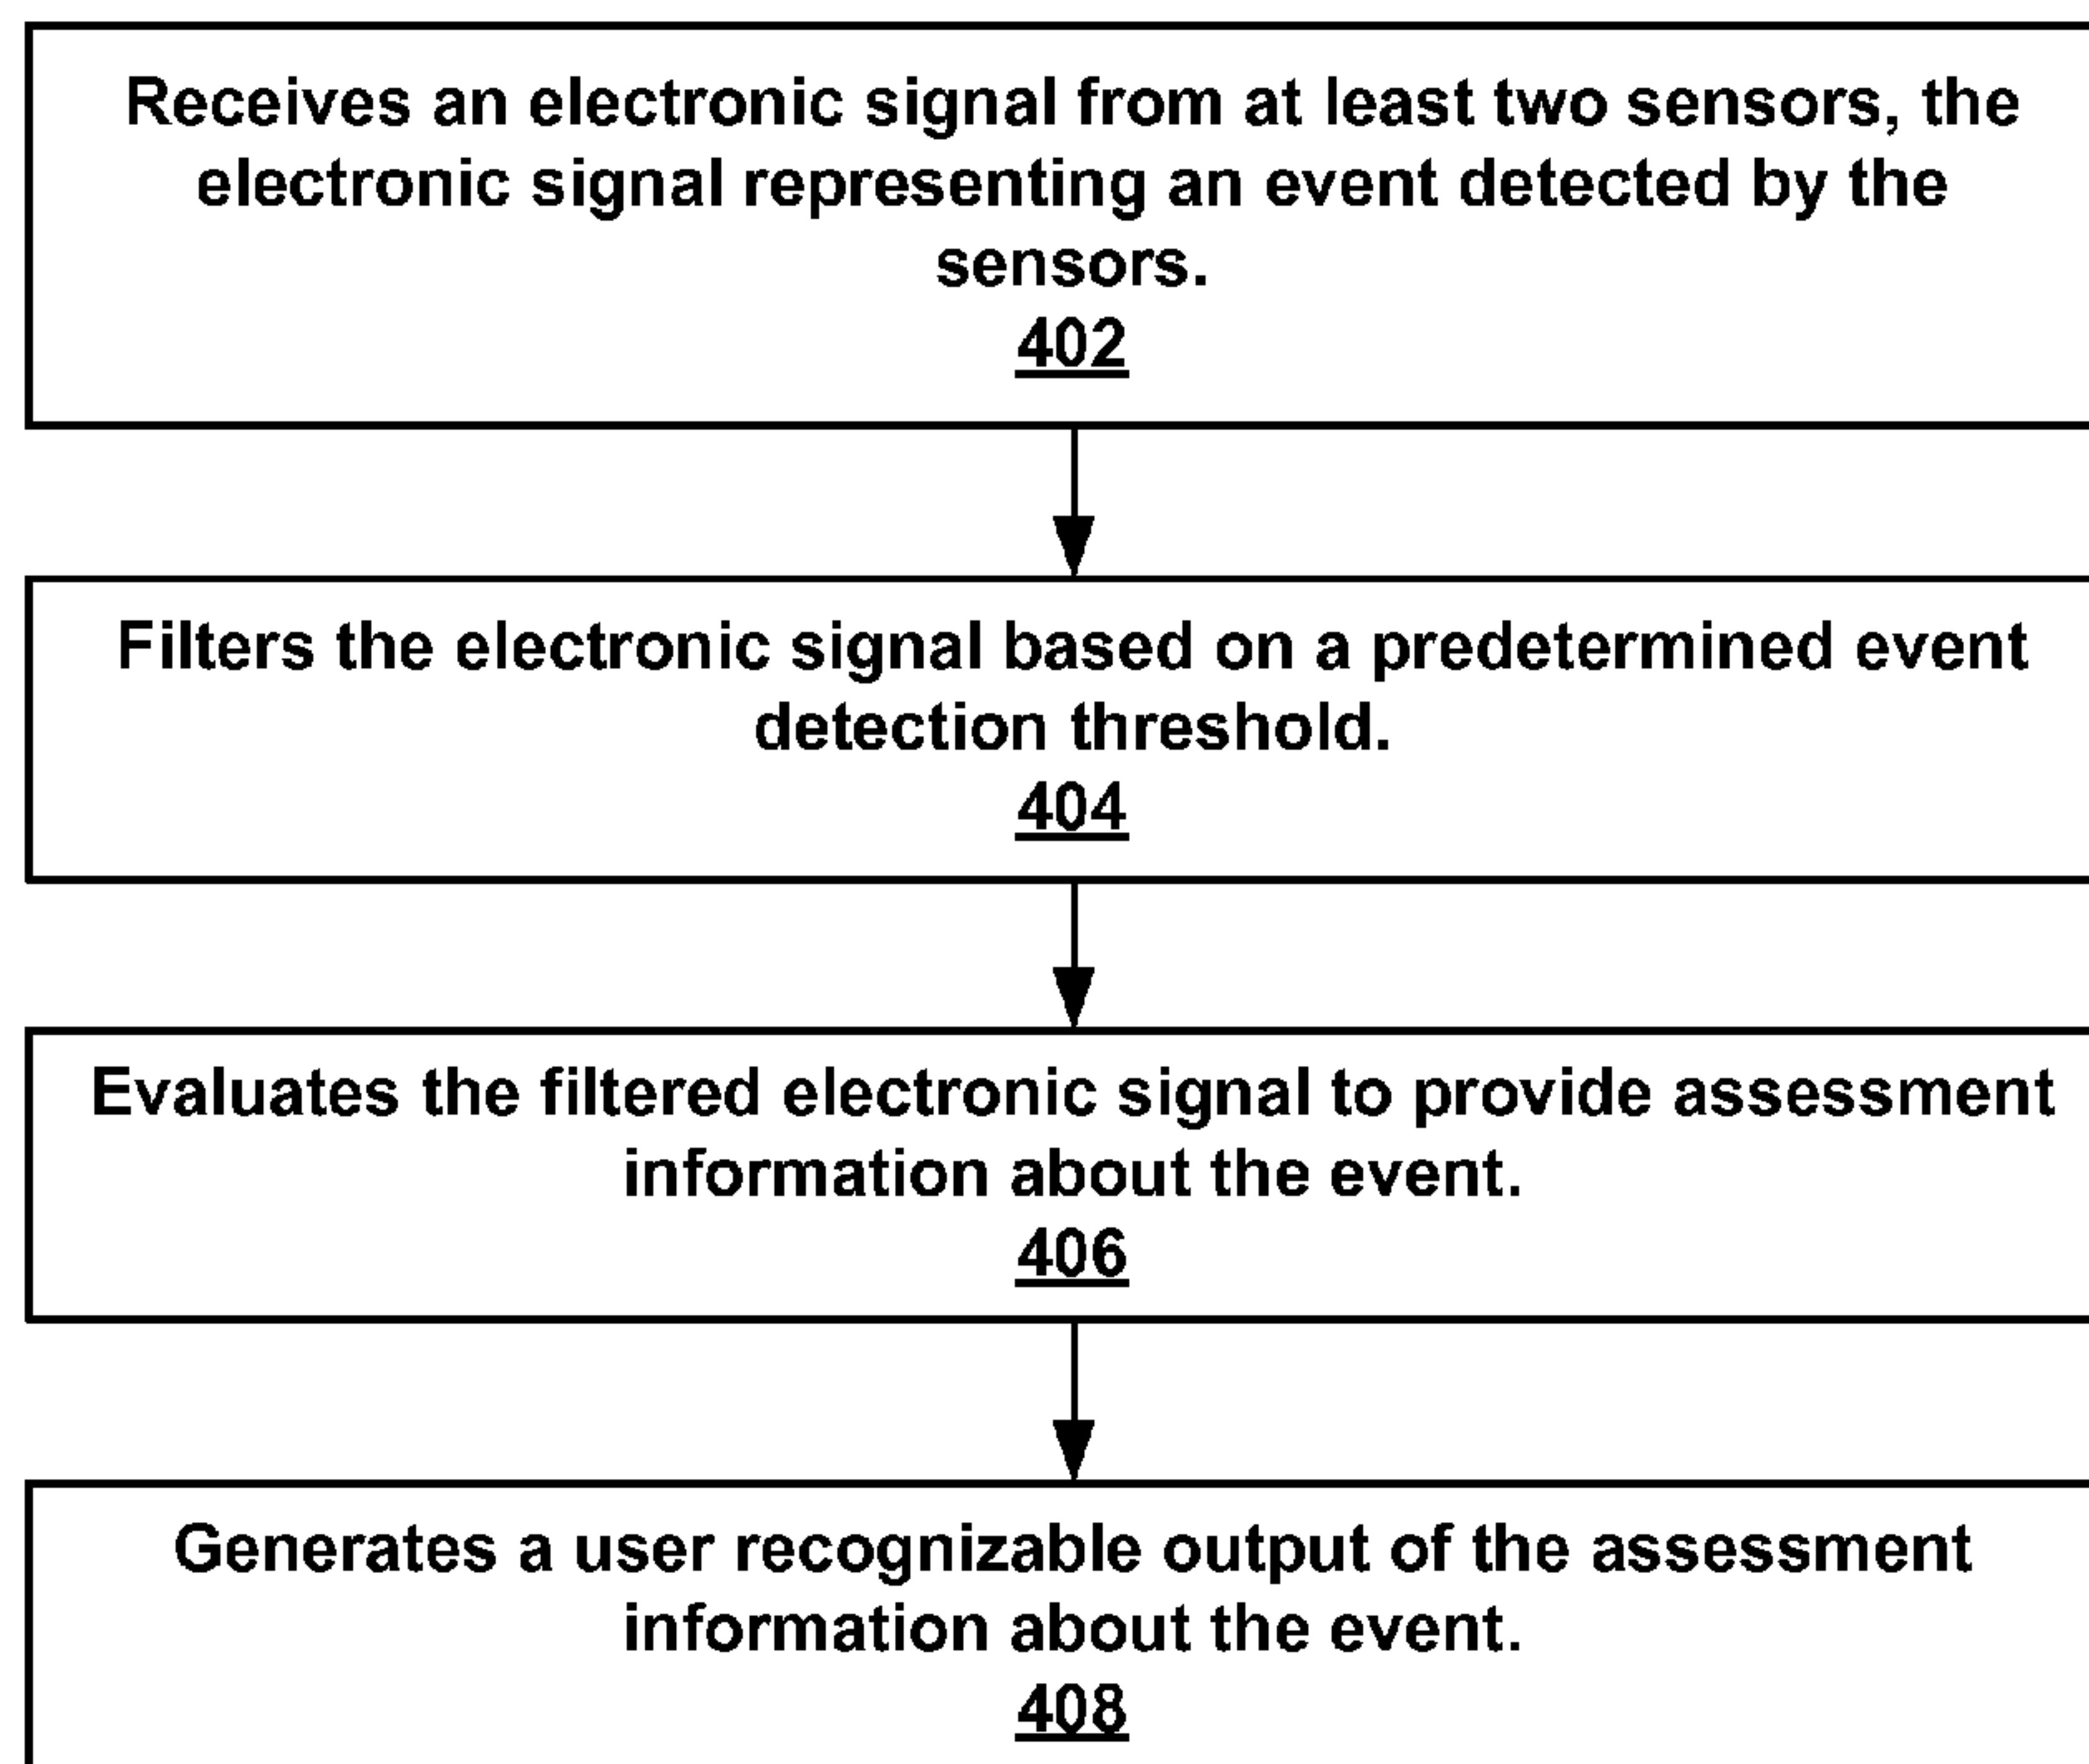 Receives an electronic signal from at least two sensors, the
electronic signal representing an event detected by the
sensors.
402
Filters the electronic signal based on a predetermined event
detection threshold.
404
Evaluates the filtered electronic signal to provide assessment
information about the event.
406
Generates a user recognizable output of the assessment
information about the event.
408